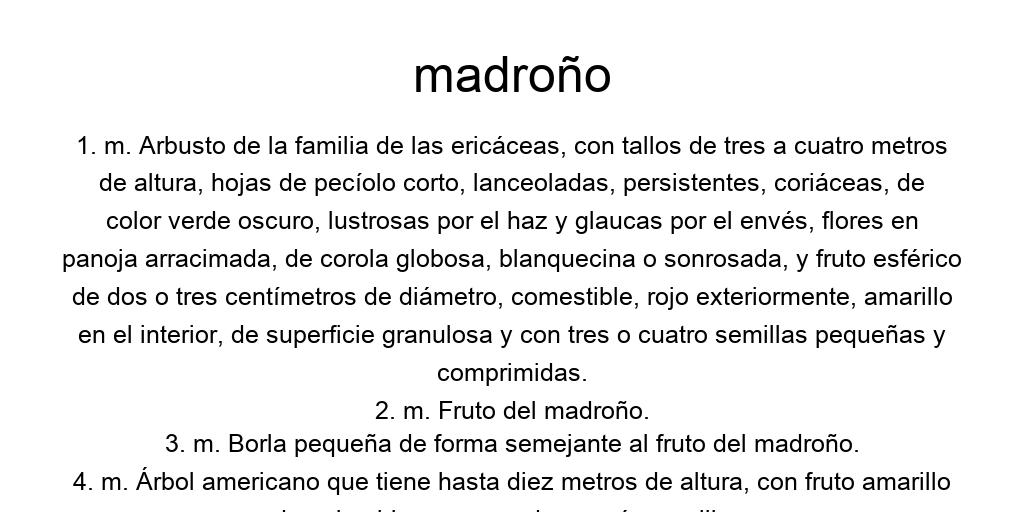 madroño
1. m. Arbusto de la familia de las ericáceas, con tallos de tres a cuatro metros
de altura, hojas de pecíolo corto, lanceoladas, persistentes, coriáceas, de
color verde oscuro, lustrosas por el haz y glaucas por el envés, flores en
panoja arracimada, de corola globosa, blanquecina o sonrosada, y fruto esférico
de dos o tres centímetros de diámetro, comestible, rojo exteriormente, amarillo
en el interior, de superficie granulosa y con tres o cuatro semillas pequeñas y
comprimidas.
2. m. Fruto del madroño.
3. m. Borla pequeña de forma semejante al fruto del madroño.
4. m. Árbol americano que tiene hasta diez metros de altura, con fruto amarillo